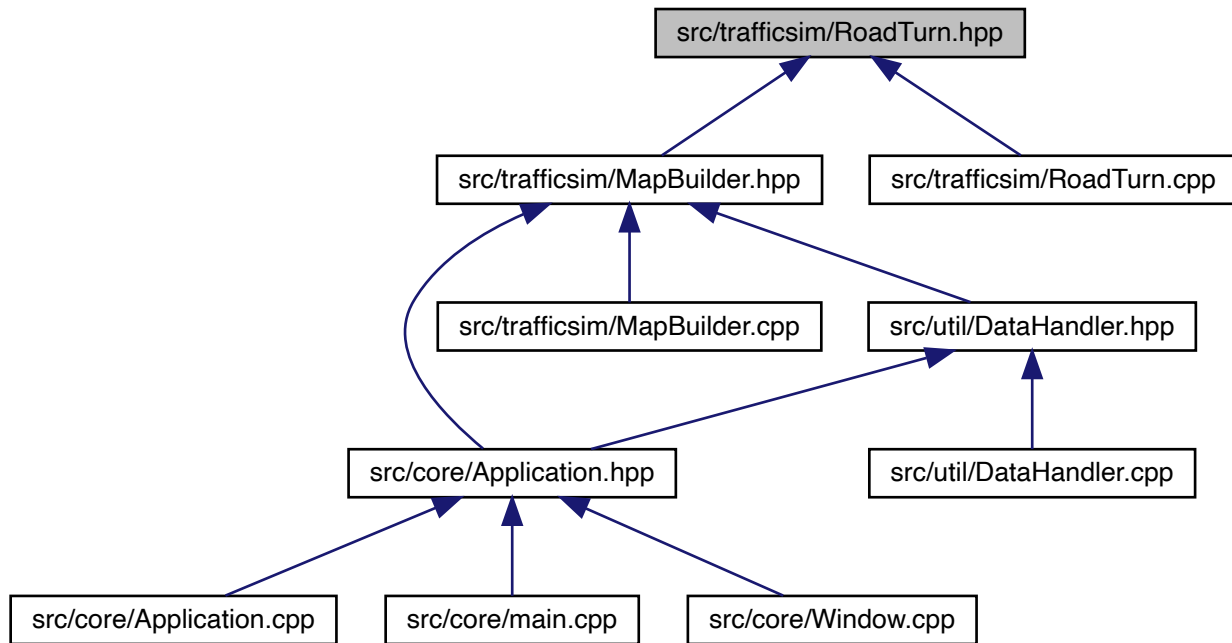 src/trafficsim/RoadTurn.hpp
src/trafficsim/MapBuilder.hpp
src/trafficsim/RoadTurn.cpp
src/trafficsim/MapBuilder.cpp
src/util/DataHandler.hpp
src/core/Application.hpp
src/util/DataHandler.cpp
src/core/Application.cpp
src/core/main.cpp
src/core/Window.cpp